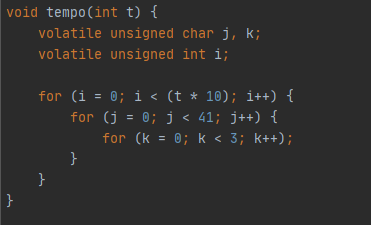 void tempo(int t) {
    volatile unsigned char j, k;
    volatile unsigned int i;

    for (i = 0; i < (t * 10); i++) {
        for (j = 0; j < 41; j++) {
            for (k = 0; k < 3; k++);
        }
    }
}